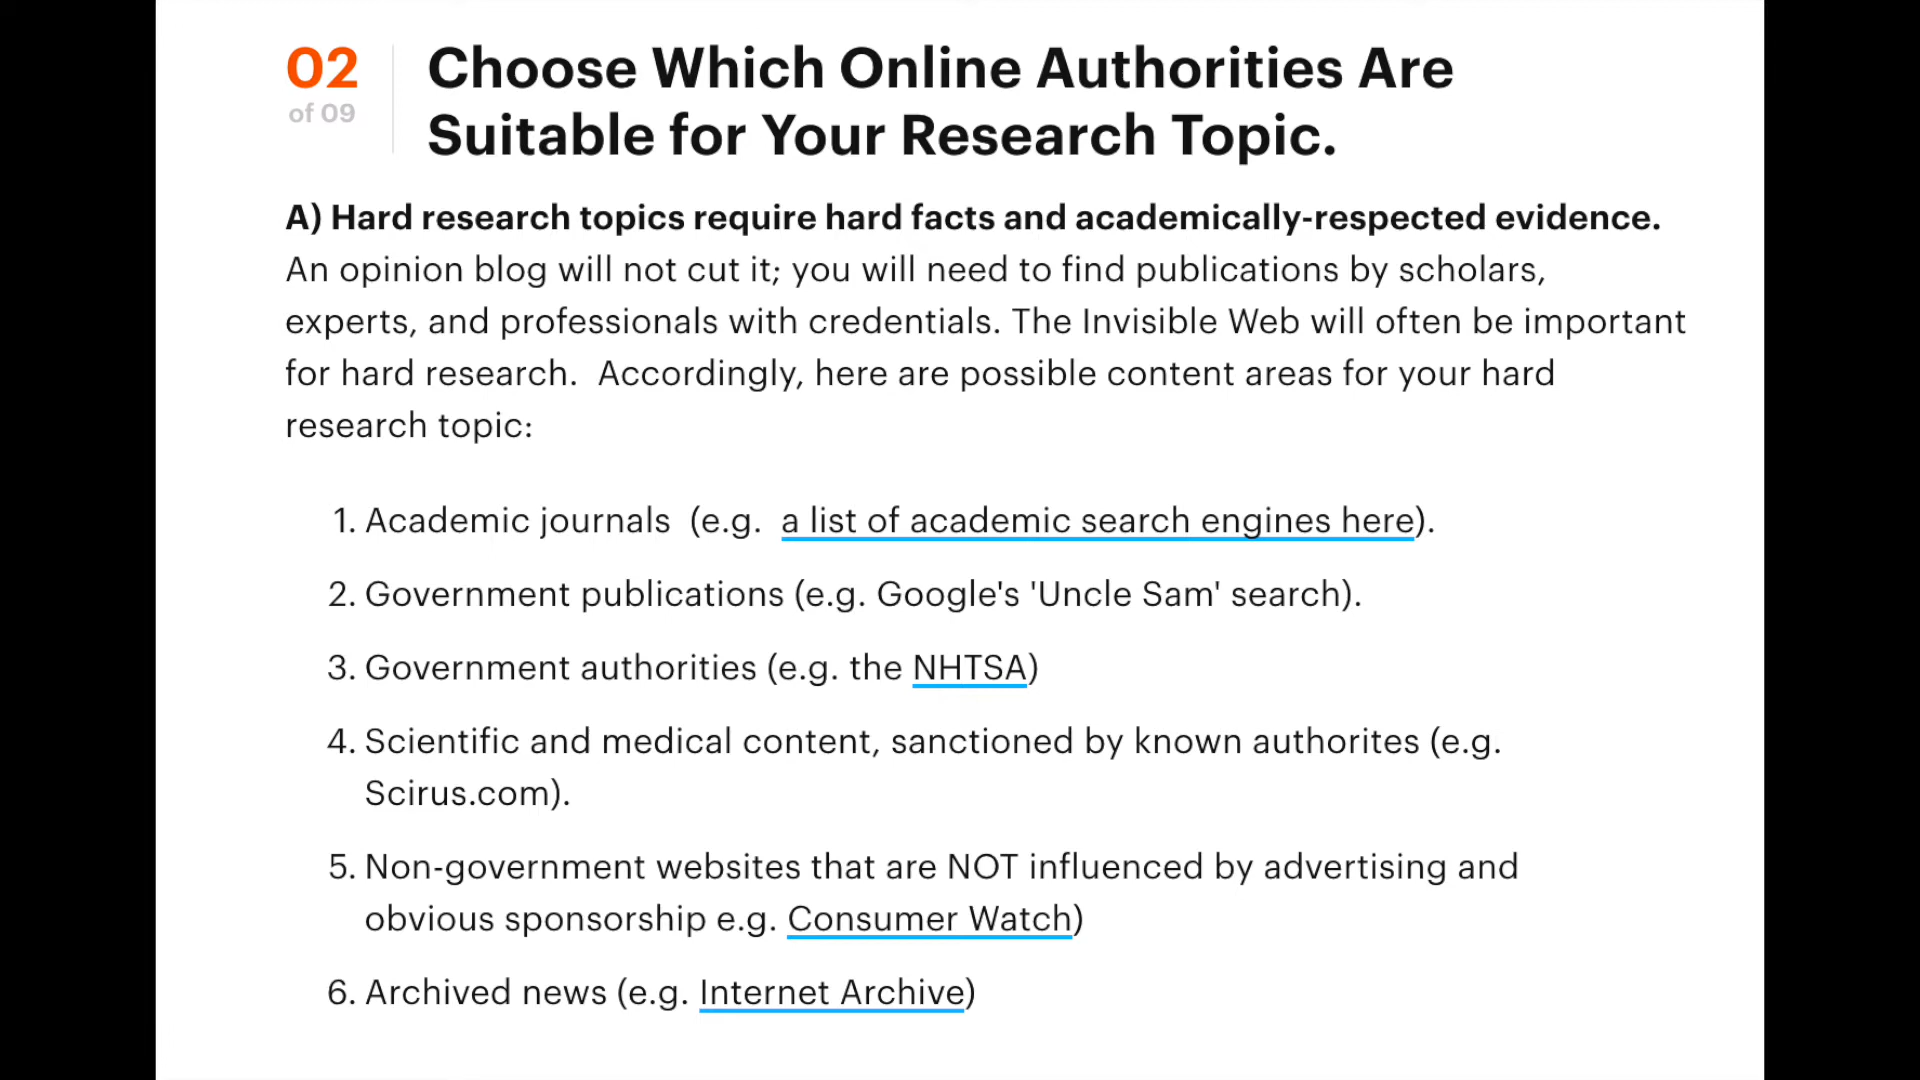 02
of 09
Choose Which Online Authorities Are
Suitable for Your Research Topic.
A) Hard research topics require hard facts and academically-respected evidence.
An opinion blog will not cut it; you will need to find publications by scholars,
experts, and professionals with credentials. The Invisible Web will often be important
for hard research.  Accordingly, here are possible content areas for your hard
research topic:
1. Academic journals  (e.g.  a list of academic search engines here).
2. Government publications (e.g. Google's 'Uncle Sam' search).
3. Government authorities (e.g. the NHTSA)
4. Scientific and medical content, sanctioned by known authorites (e.g.
Scirus.com).
5. Non-government websites that are NOT influenced by advertising and
obvious sponsorship e.g. Consumer Watch)
6. Archived news (e.g. Internet Archive)